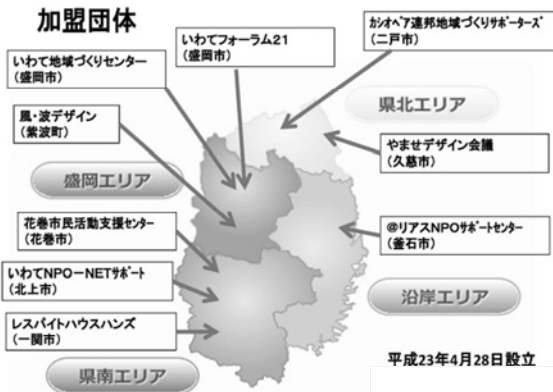 加盟団体
いわてフォーラム21
(盛岡市)
ｶｼｵﾍﾟｱ連邦地域づくりｻﾎﾟｰﾀｰｽﾞ
(二戸市)
いわて地域づくりセンター
(盛岡市)
風・波デザイン
(紫波町)
県北エリア
やませデザイン会議
(久慈市)
盛岡エリア
花巻市民活動支援ｾﾝﾀｰ
(花巻市)
@リアスNPOｻﾎﾟｰﾄｾﾝﾀｰ
(釜石市)
いわてNPO－NETｻﾎﾟｰﾄ
(北上市)
沿岸エリア
レスパイトハウスハンズ
(一関市)
県南エリア
平成23年4月28日設立